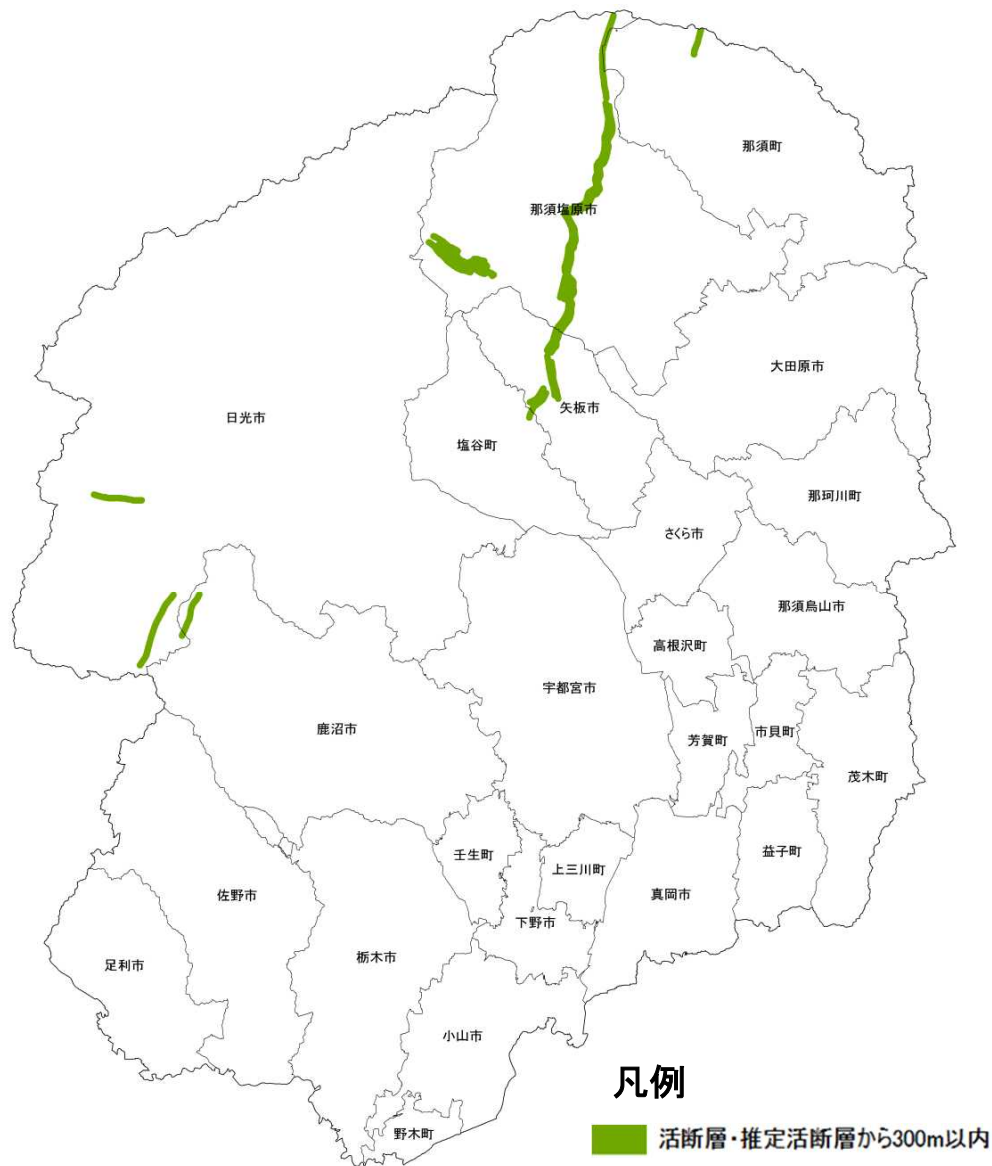 那須町
那須塩原市
大田原市
矢板市
日光市
塩谷町
那珂川町
さくら市
那須烏山市
高根沢町
宇都宮市
鹿沼市
芳賀町
市貝町
茂木町
壬生町
上三川町
益子町
佐野市
真岡市
下野市
足利市
栃木市
小山市
凡例
野木町
活断層・推定活断層から300m以内